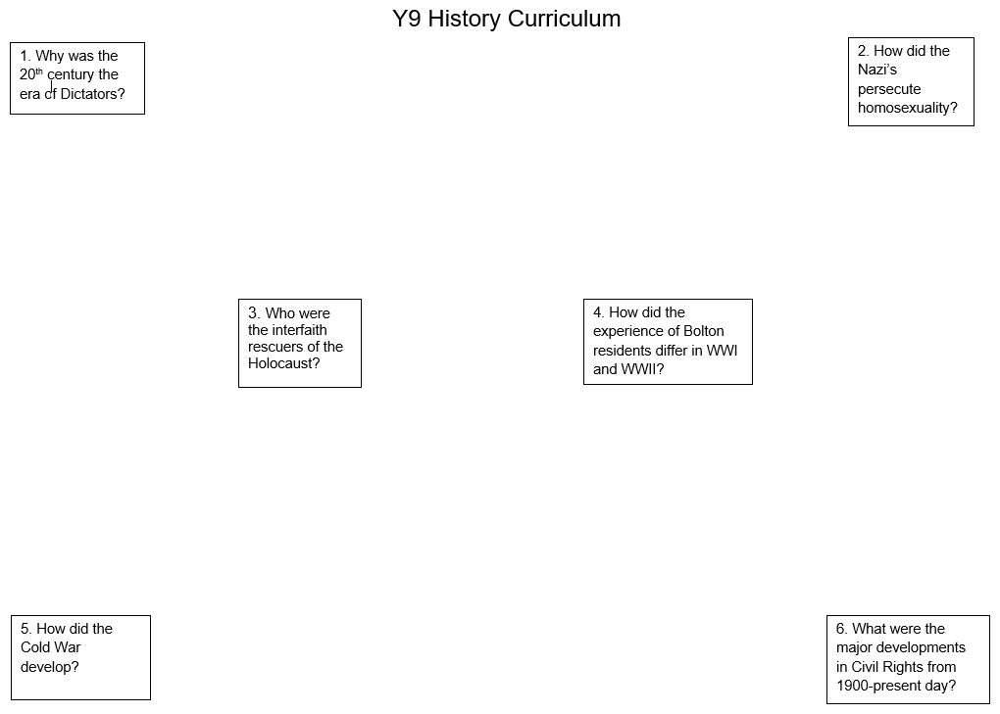 Y9 History Curriculum
1. Why was the
20th century the
era of Dictators?
2. How did the
Nazi's
persecute
homosexuality?
3. Who were
the interfaith
rescuers of the
Holocaust?
4. How did the
experience of Bolton
residents differ in WWI
and WWII?
5. How did the
Cold War
develop?
6. What were the
major developments
in Civil Rights from
1900-present day?